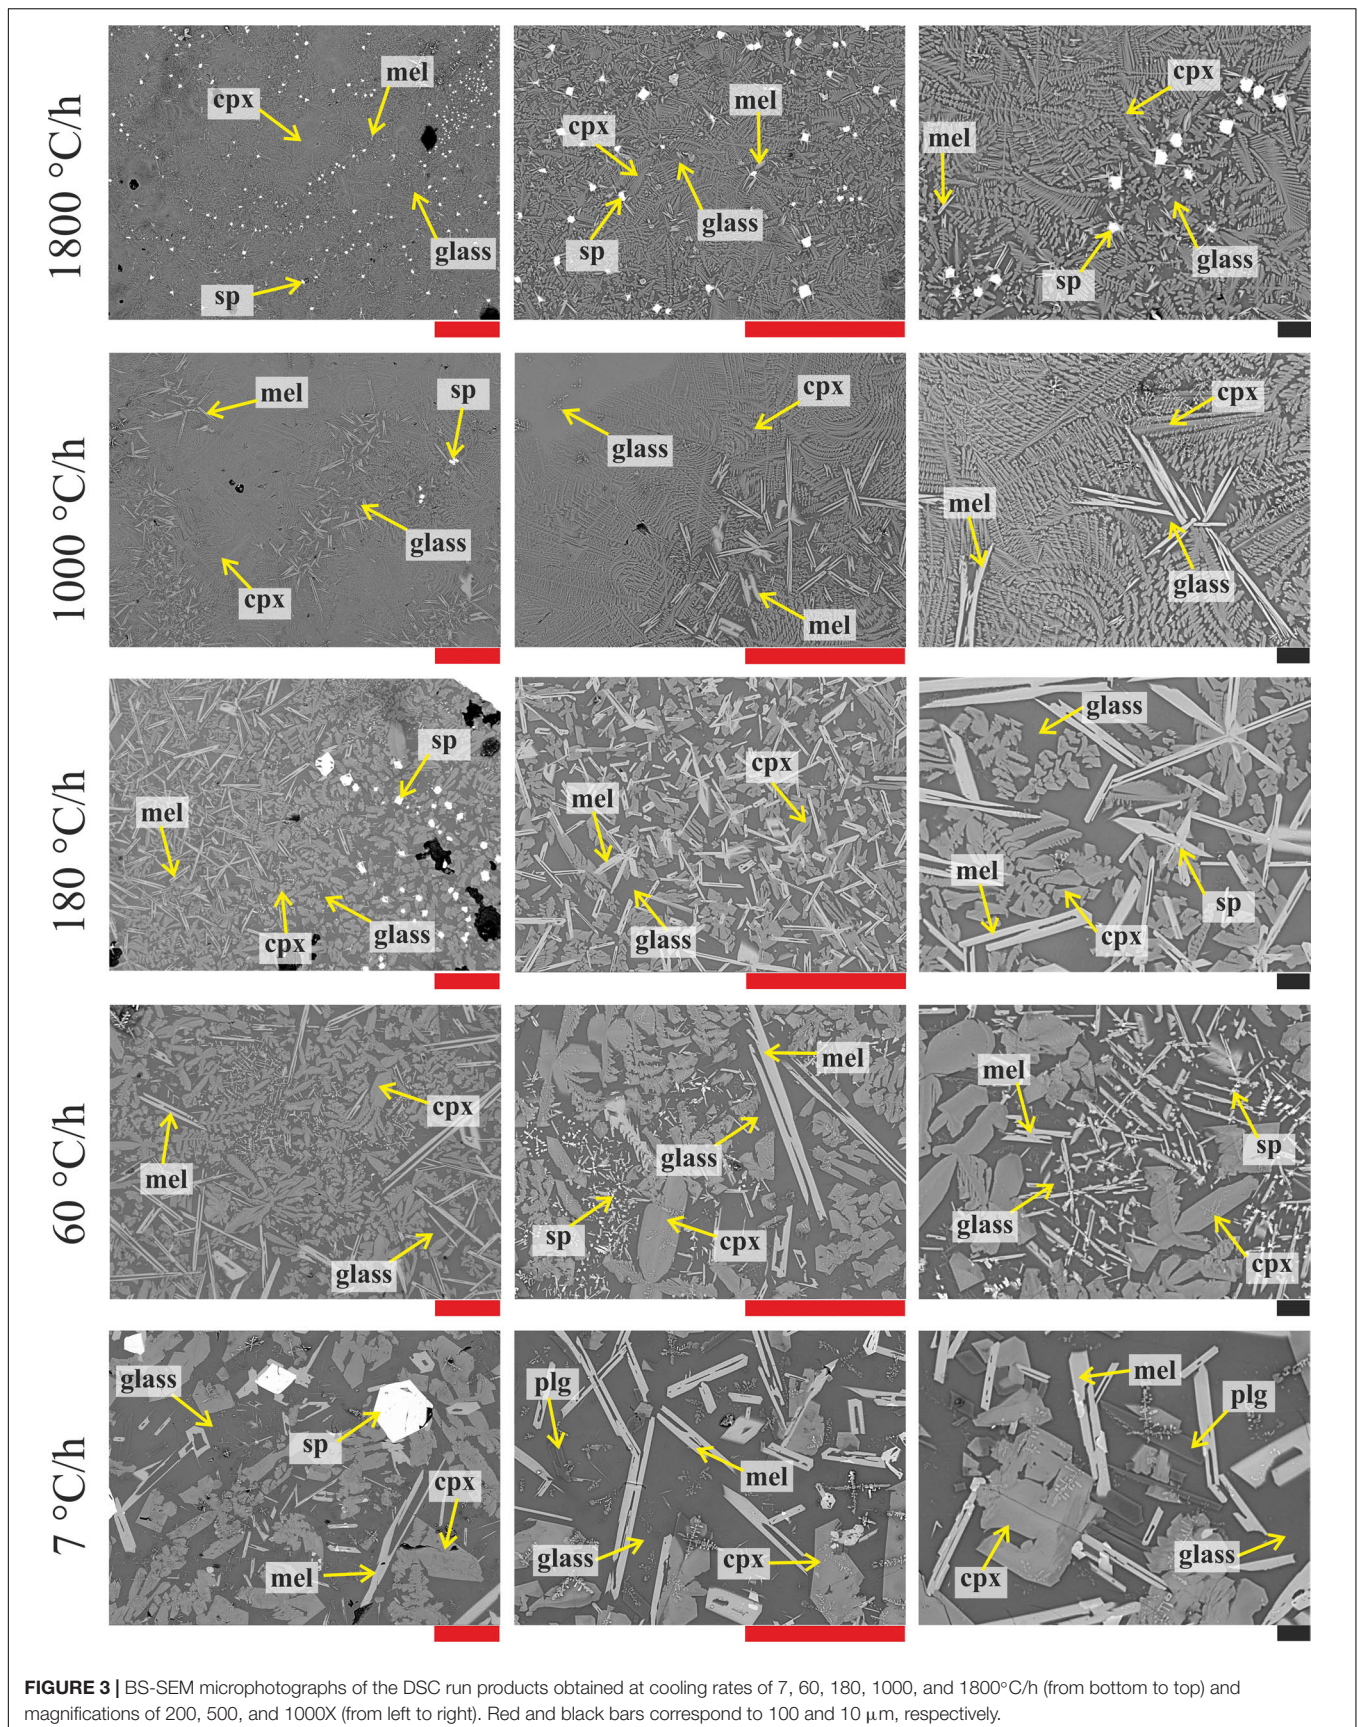 1800 °C/h
cpx
mel
glass
sp
cpx
mel
glass
sp
cpx
mel
glass
sp
1000 °C/h
mel
sp
glass
cpx
cpx
glass
mel
cpx
mel
glass
180 °C/h
sp
mel
cpx
glass
cpx
mel
glass
glass
mel
sp
cpx
60 °C/h
cpx
mel
glass
mel
glass
sp
cpx
mel
sp
glass
cpx
7 °C/h
glass
sp
cpx
mel
plg
mel
glass
cpx
mel
plg
glass
cpx
FIGURE 3 | BS-SEM microphotographs of the DSC run products obtained at cooling rates of 7, 60, 180, 1000, and 1800°C/h (from bottom to top) and
magnifications of 200, 500, and 1000X (from left to right). Red and black bars correspond to 100 and 10 μm, respectively.